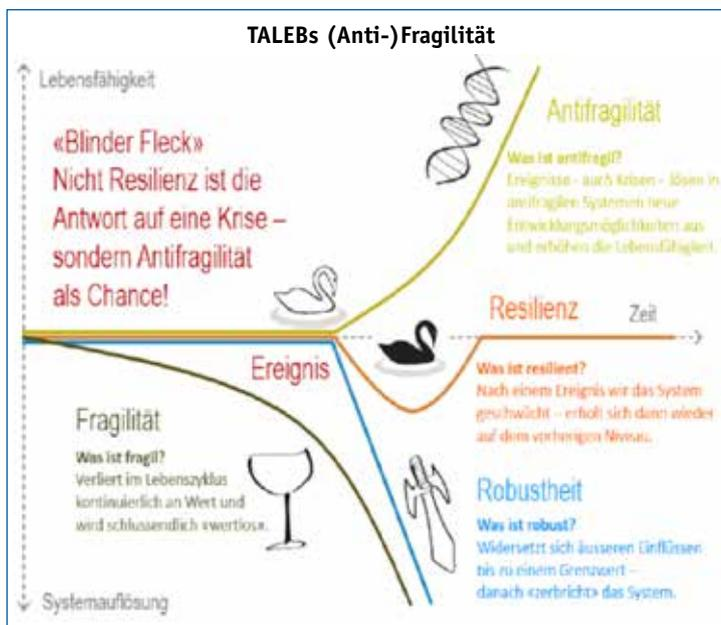 TALEBs (Anti-)Fragilität
Lebensfähigkeit
«Blinder Fleck»
Nicht Resilienz ist die
Antwort auf eine Krise –
sondern Antifragilität
als Chance!
Antifragilität
Was ist antifragil?
Ereignisse - auch Krisen - lösen in
antifragilen Systemen neue
Entwicklungsmöglichkeiten aus
und erhöhen die Lebensfähigkeit.
Resilienz
Zeit
Ereignis
Was ist resilient?
Nach einem Ereignis wir das System
geschwächt – erholt sich dann wieder
auf dem vorherigen Niveau.
Fragilität
Was ist fragil?
Verliert im Lebenszyklus
kontinuierlich an Wert und
wird schlussendlich «wertlos».
Robustheit
Was ist robust?
Widersetzt sich äusseren Einflüssen
bis zu einem Grenzwert –
danach «zerbricht» das System.
Systemauflösung